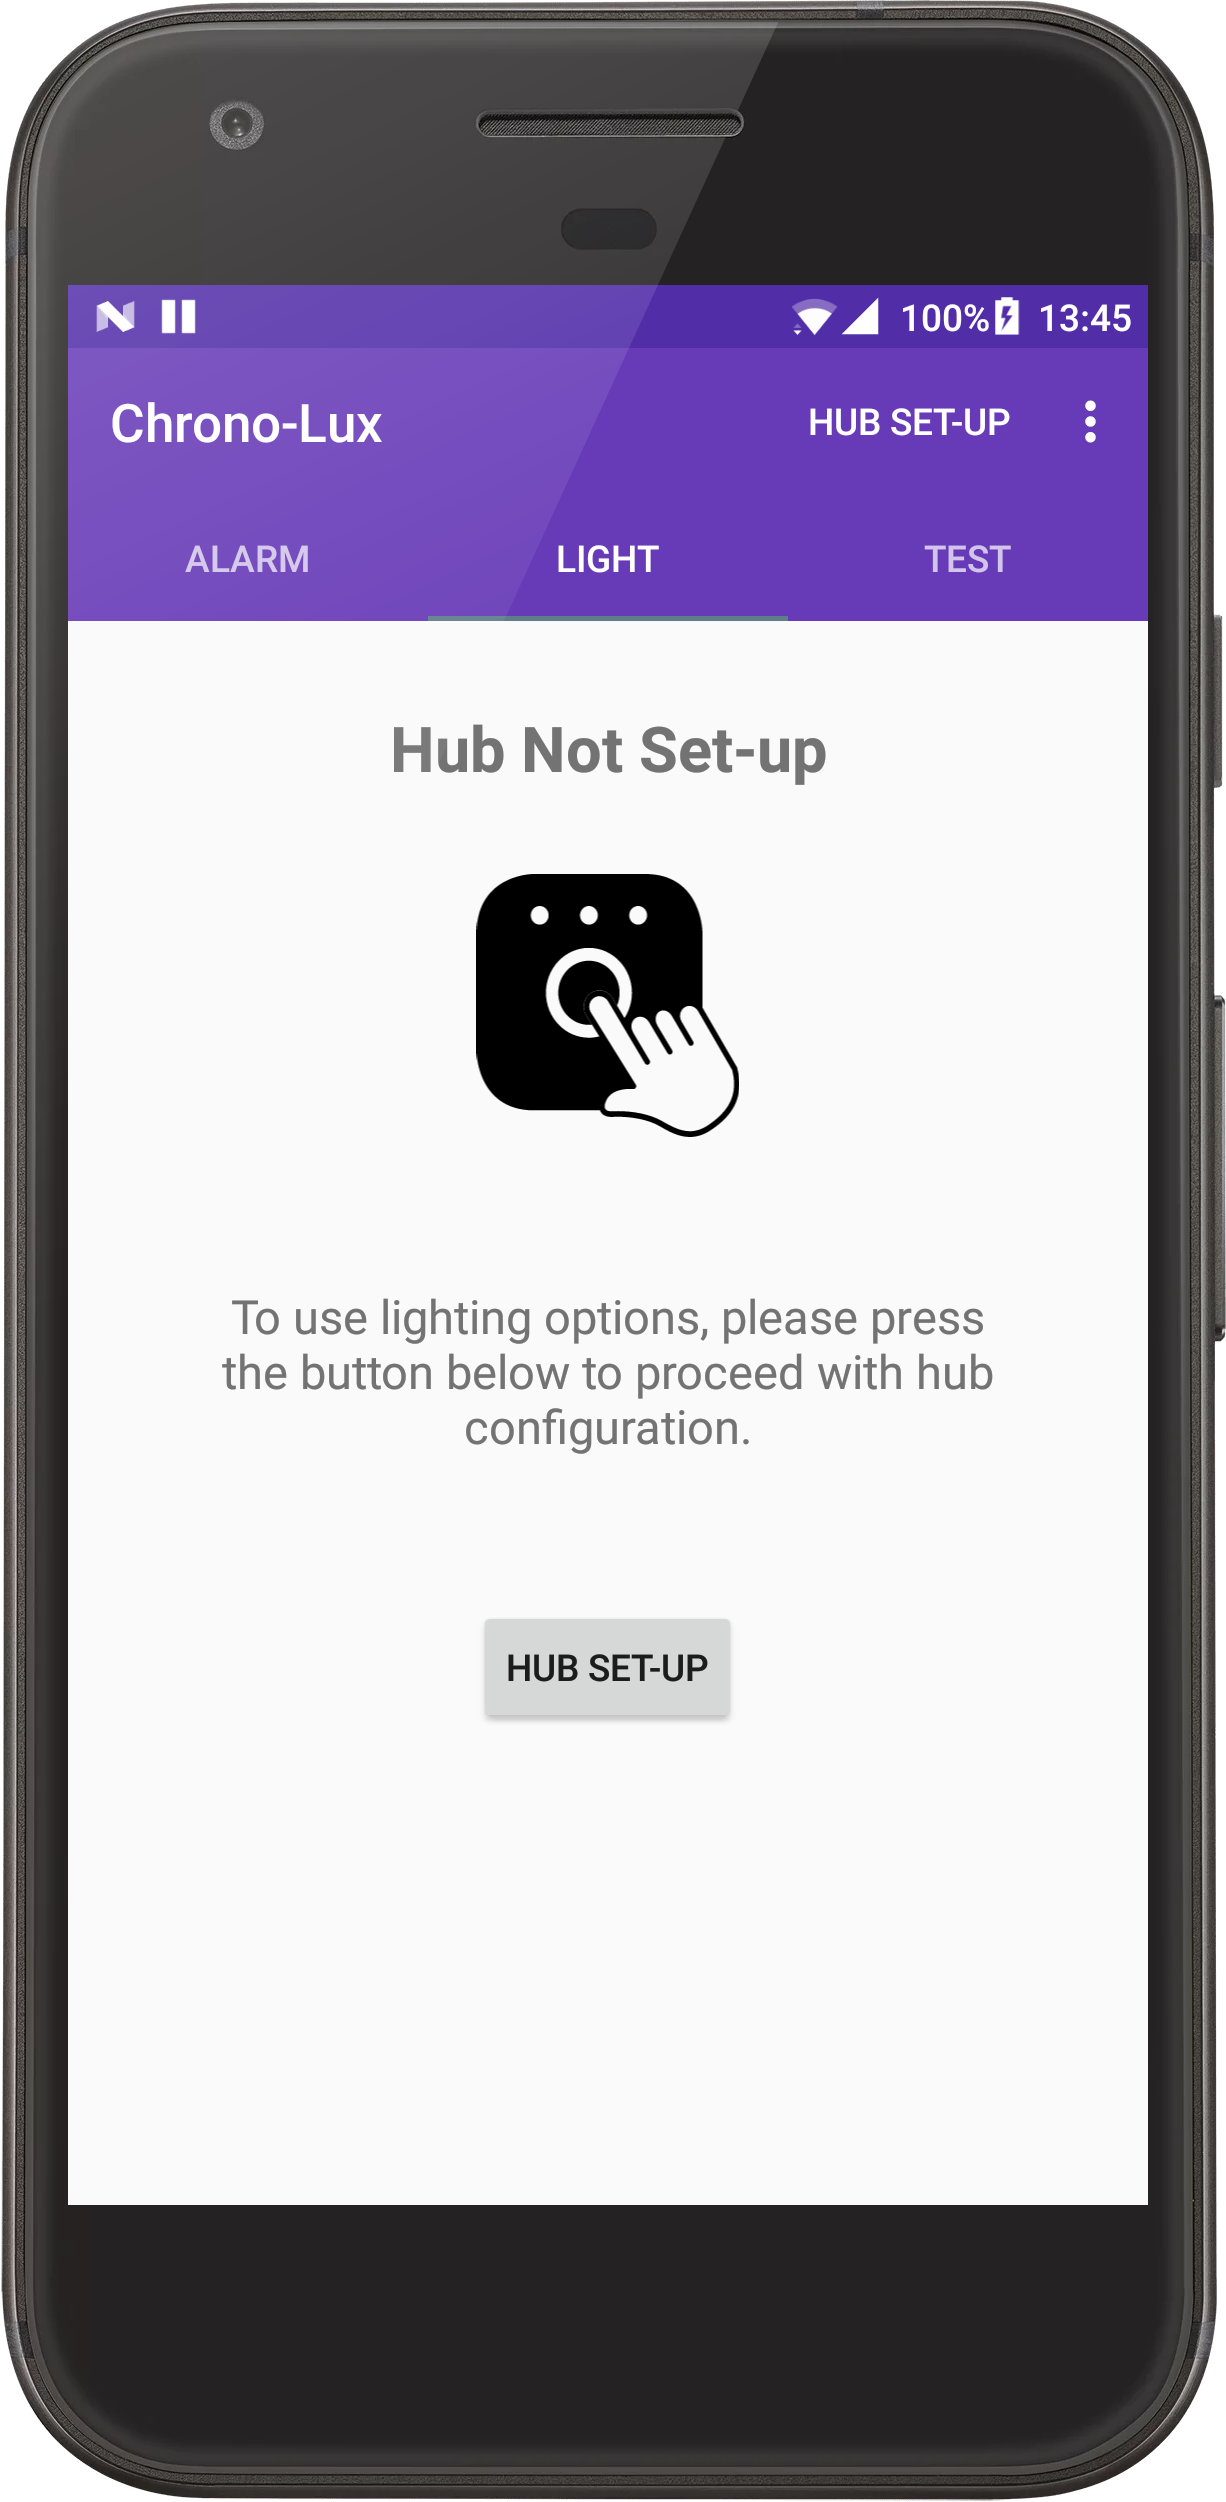 100% 13:45
Chrono-Lux HUB SET-UP
ALARM LIGHT TEST
Hub Not Set-up
To use lighting options, please press
the button below to proceed with hub
configuration.
HUB SET-UP